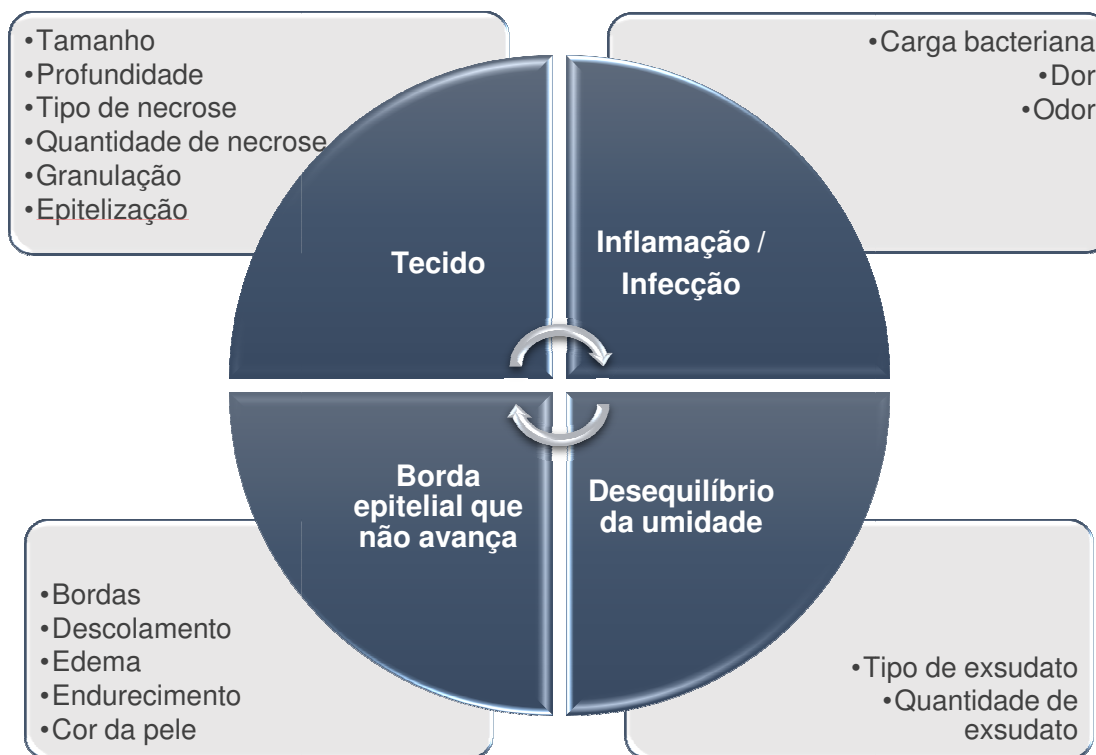 •Tamanho
•Profundidade
•Tipo de necrose
•Quantidade de necrose
•Granulação
•Epitelização
•Carga bacteriana
•Dor
•Odor
Tecido
Inflamação /
Infecção
Borda
epitelial que
não avança
Desequilíbrio
da umidade
•Bordas
•Descolamento
•Edema
•Endurecimento
•Cor da pele
•Tipo de exsudato
•Quantidade de
exsudato